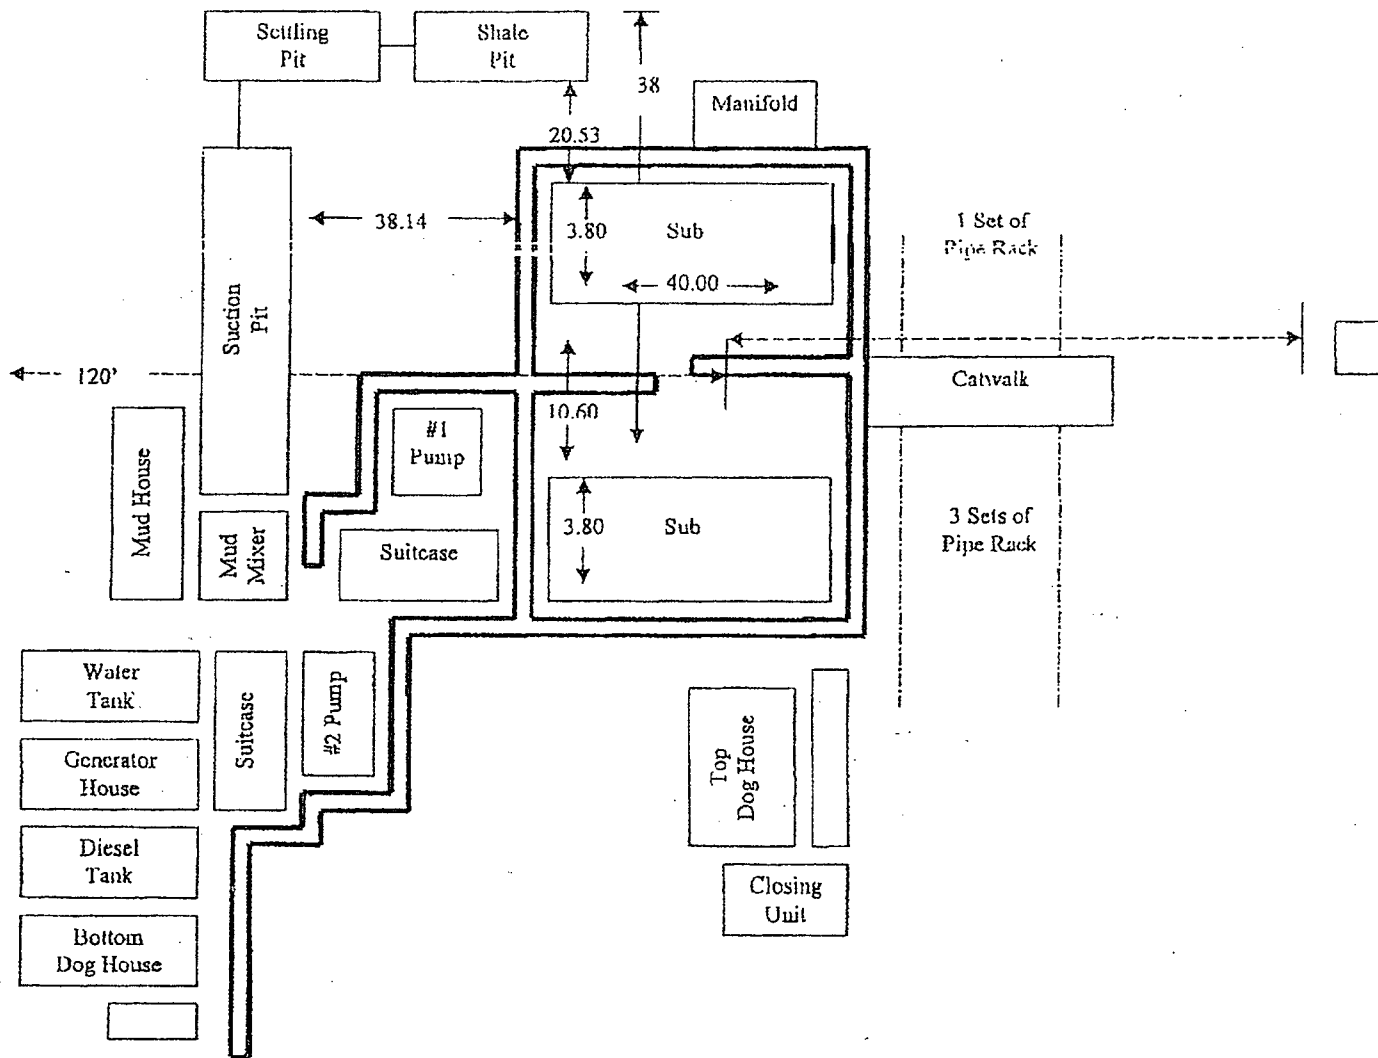 Settling
Pit
Shale
Pit
38
Manifold
20.53
38.14
3.80
Sub
40.00
1 Set of
Pipe Rack
Suction
Pit
120'
10.60
Catwalk
#1
Pump
Mud House
Mud
Mixer
Suitcase
3.80
Sub
3 Sets of
Pipe Rack
Water
Tank
Suitcase
#2 Pump
Generator
House
Top
Dog House
Diesel
Tank
Closing
Unit
Bottom
Dog House